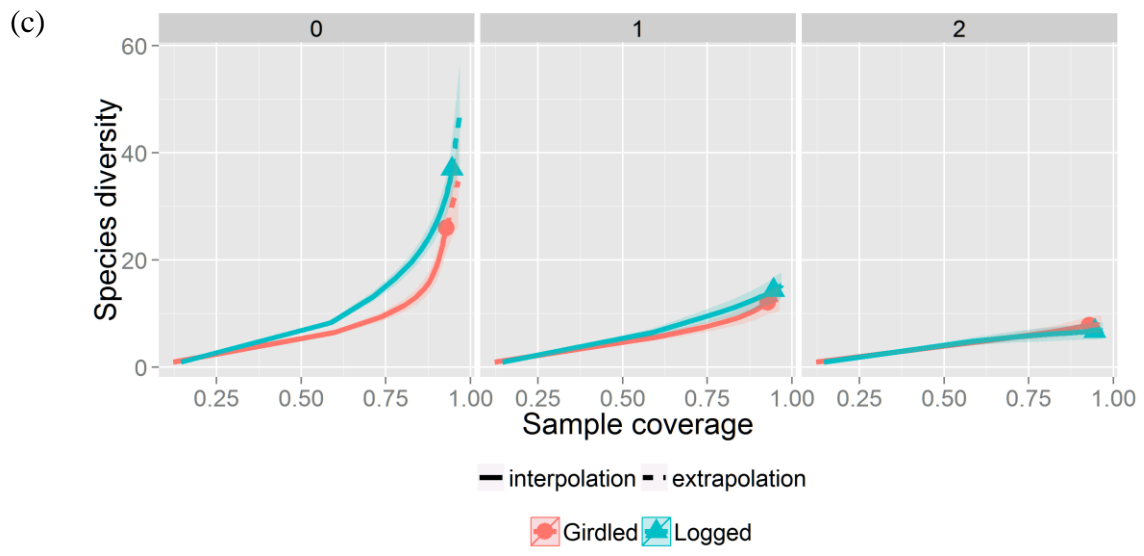 (c)
0 1 2
60
40
20
0
Species diversity
0.25 0.50 0.75 1.00 0.25 0.50 0.75 1.00 0.25 0.50 0.75 1.00
Sample coverage
interpolation extrapolation
Girdled Logged